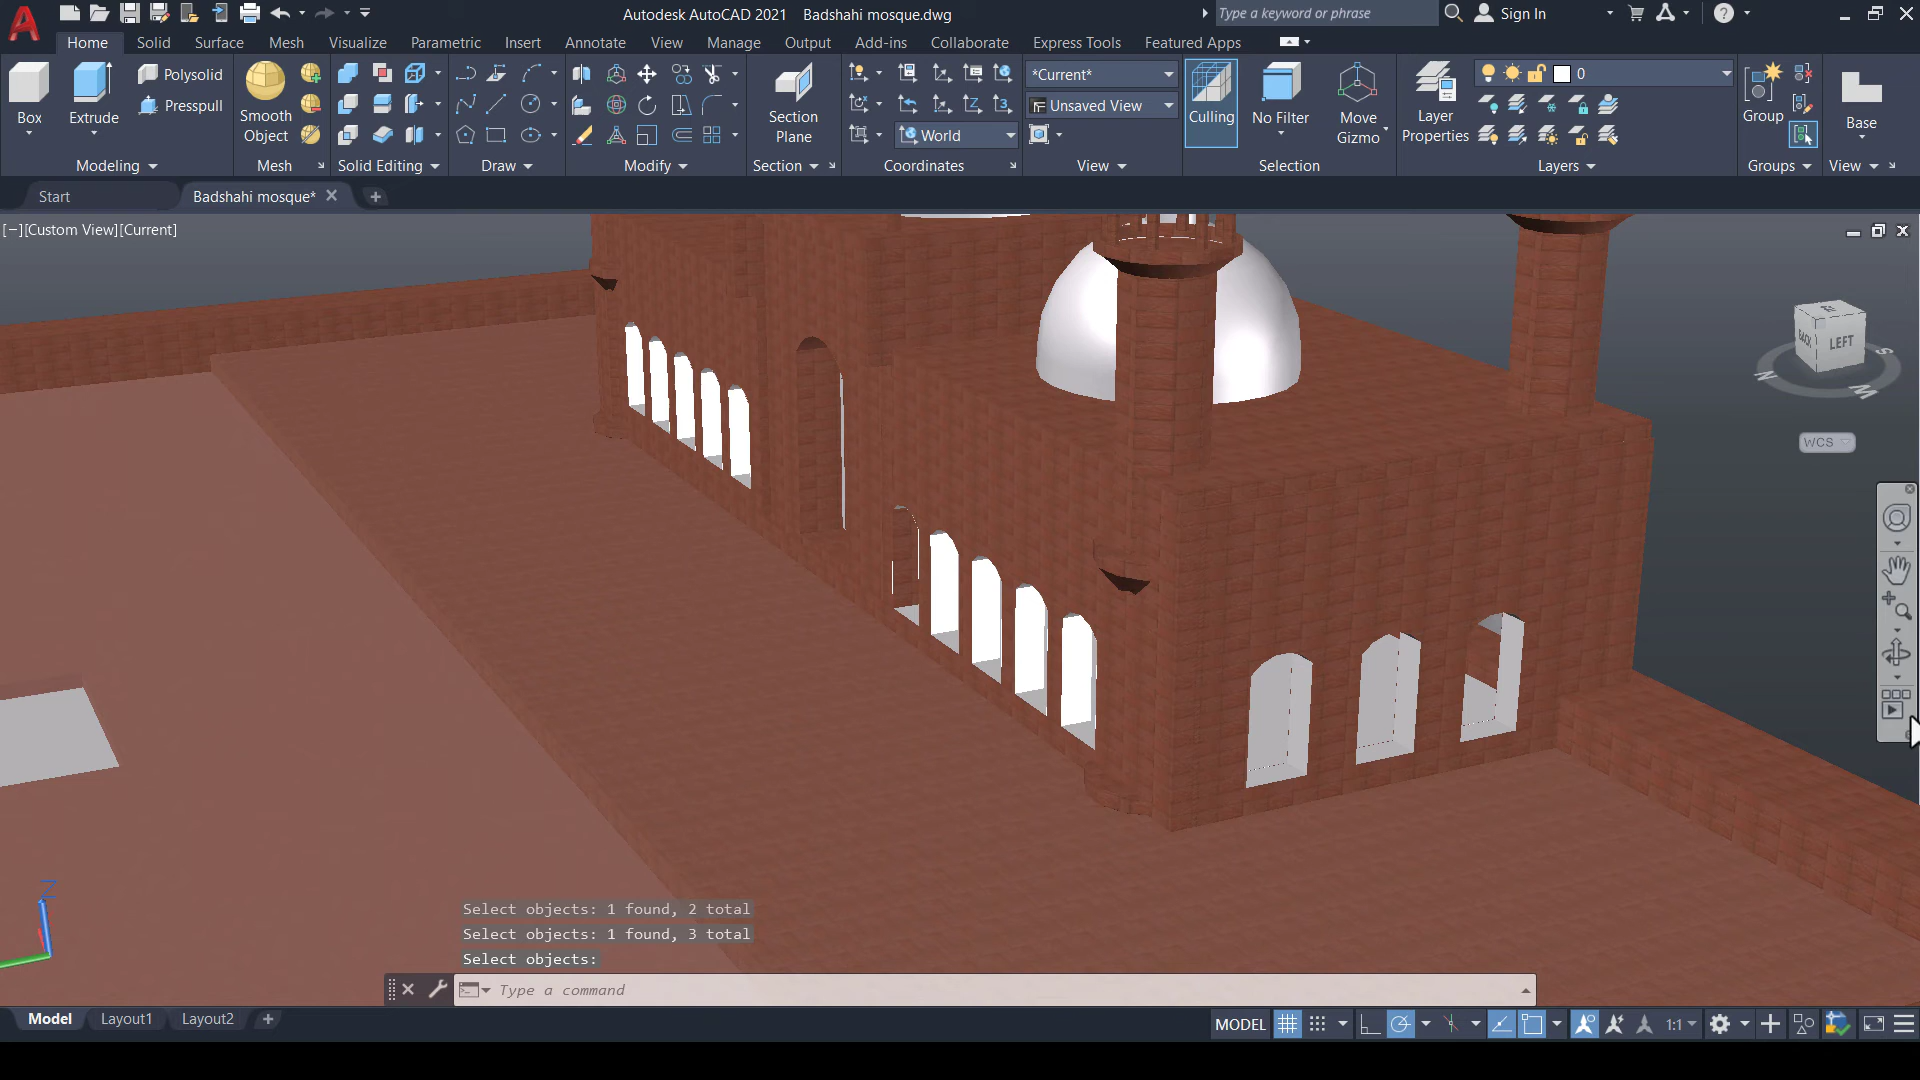 Autodesk AutoCAD 2021 Badshahi mosque.dwg
Type a keyword or phrase
Sign In
Home Solid Surface Mesh Visualize Parametric Insert Annotate View Manage Output Add-ins Collaborate Express Tools Featured Apps
Box
Extrude
Polysolid
Presspull
Smooth
Object
Section
Plane
*Current*
Unsaved View
World
Culling
No Filter
Move
Gizmo
Layer
Properties
0
Group
Base
Modeling Mesh Solid Editing Draw Modify Section Coordinates View Selection Layers Groups View
Start Badshahi mosque*
[−][Custom View][Current]
BACK
LEFT
N
S
WCS
Z
Select objects: 1 found, 2 total
Select objects: 1 found, 3 total
Select objects:
Type a command
Model Layout1 Layout2
MODEL
1:1